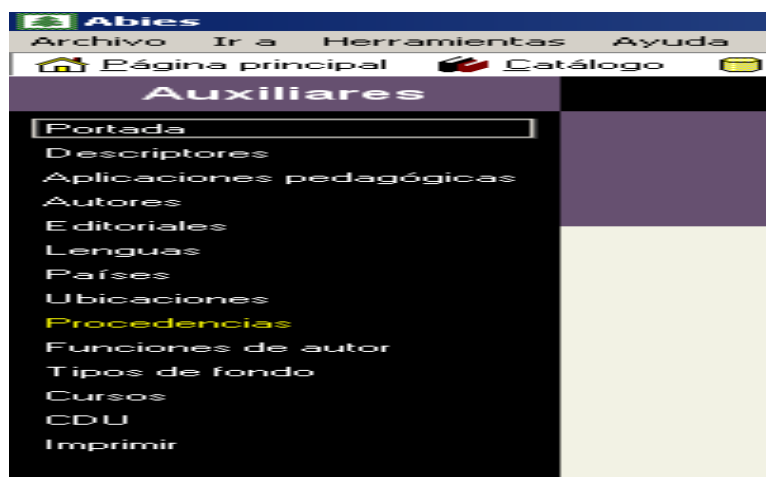 Abies
Archivo Ir a Herramientas Ayuda
Página principal Catálogo
Auxiliares
Portada
Descriptores
Aplicaciones pedagógicas
Autores
Editoriales
Lenguas
Países
Ubicaciones
Procedencias
Funciones de autor
Tipos de fondo
Cursos
CDU
Imprimir